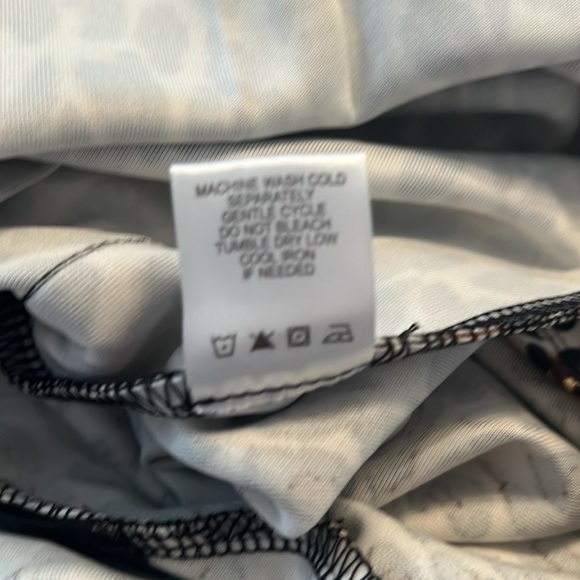 MACHINE WASH COLD
SEPARATELY
GENTLE CYCLE
DO NOT BLEACH
TUMBLE DRY LOW
COOL IRON
IF NEEDED